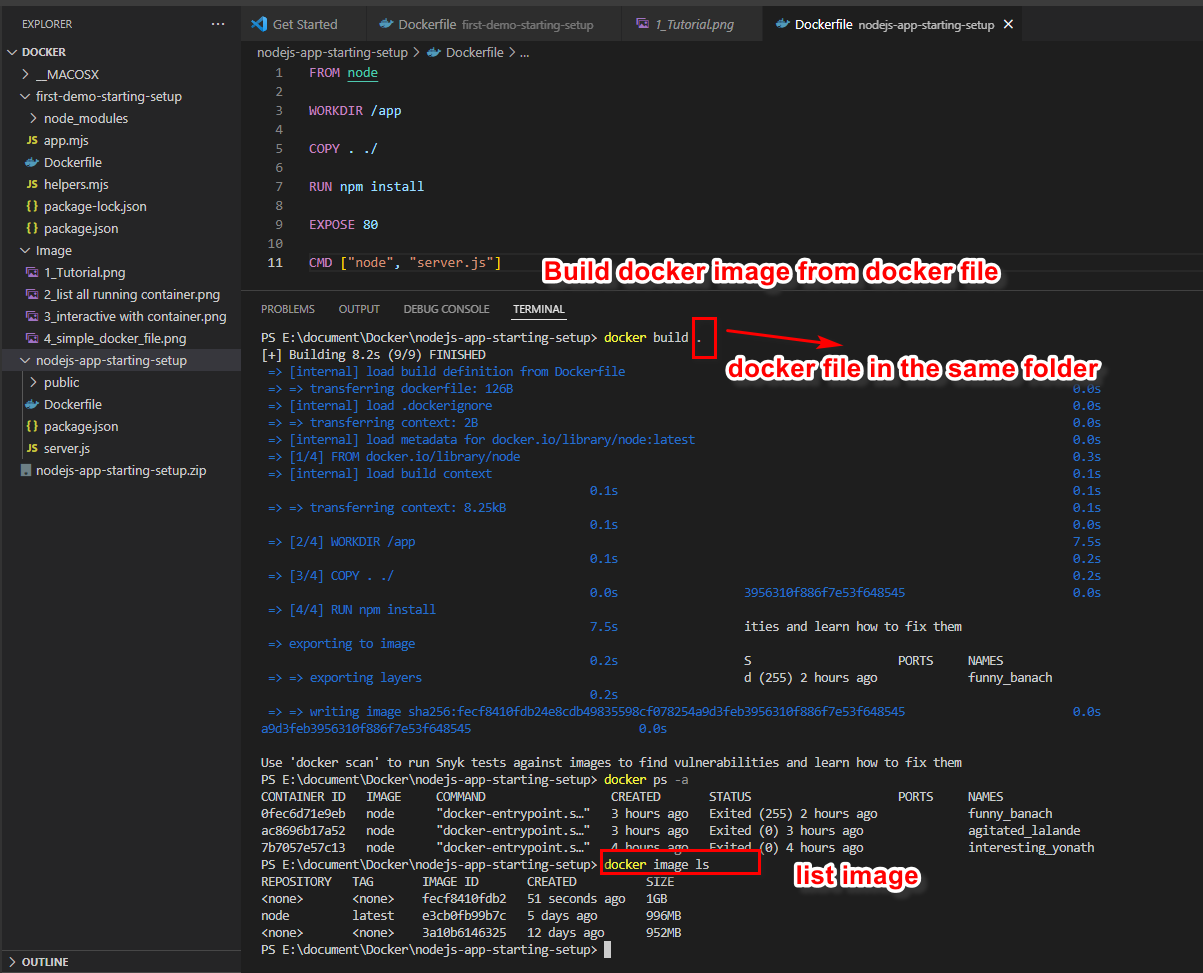 EXPLORER
DOCKER
__MACOSX
first-demo-starting-setup
node_modules
JS app.mjs
Dockerfile
JS helpers.mjs
{} package-lock.json
{} package.json
Image
1_Tutorial.png
2_list all running container.png
3_interactive with container.png
4_simple_docker_file.png
nodejs-app-starting-setup
public
Dockerfile
{} package.json
JS server.js
nodejs-app-starting-setup.zip
OUTLINE
Get Started
Dockerfile first-demo-starting-setup
1_Tutorial.png
Dockerfile nodejs-app-starting-setup
nodejs-app-starting-setup > Dockerfile > ...
1 FROM node
2
3 WORKDIR /app
4
5 COPY . ./
6
7 RUN npm install
8
9 EXPOSE 80
10
11 CMD ["node", "server.js"]
Build docker image from docker file
PROBLEMS OUTPUT DEBUG CONSOLE TERMINAL
PS E:\document\Docker\nodejs-app-starting-setup> docker build .
docker file in the same folder
[+] Building 8.2s (9/9) FINISHED
=> [internal] load build definition from Dockerfile
=> => transferring dockerfile: 126B 0.0s
=> [internal] load .dockerignore 0.0s
=> => transferring context: 2B 0.0s
=> [internal] load metadata for docker.io/library/node:latest 0.0s
=> [1/4] FROM docker.io/library/node 0.3s
=> [internal] load build context 0.1s
0.1s 0.1s
=> => transferring context: 8.25kB 0.1s
0.1s 0.0s
=> [2/4] WORKDIR /app 7.5s
0.1s 0.2s
=> [3/4] COPY . ./ 0.2s
0.0s 3956310f886f7e53f648545 0.0s
=> [4/4] RUN npm install
7.5s ities and learn how to fix them
=> exporting to image
0.2s S PORTS NAMES
=> => exporting layers d (255) 2 hours ago funny_banach
0.2s
=> => writing image sha256:fecf8410fdb24e8cdb49835598cf078254a9d3feb3956310f886f7e53f648545 0.0s
a9d3feb3956310f886f7e53f648545 0.0s
Use 'docker scan' to run Snyk tests against images to find vulnerabilities and learn how to fix them
PS E:\document\Docker\nodejs-app-starting-setup> docker ps -a
CONTAINER ID IMAGE COMMAND CREATED STATUS PORTS NAMES
0fec6d71e9eb node "docker-entrypoint.s…" 3 hours ago Exited (255) 2 hours ago funny_banach
ac8696b17a52 node "docker-entrypoint.s…" 3 hours ago Exited (0) 3 hours ago agitated_lalande
7b7057e57c13 node "docker-entrypoint.s…" 4 hours ago Exited (0) 4 hours ago interesting_yonath
PS E:\document\Docker\nodejs-app-starting-setup> docker image ls
list image
REPOSITORY TAG IMAGE ID CREATED SIZE
<none> <none> fecf8410fdb2 51 seconds ago 1GB
node latest e3cb0fb99b7c 5 days ago 996MB
<none> <none> 3a10b6146325 12 days ago 952MB
PS E:\document\Docker\nodejs-app-starting-setup>